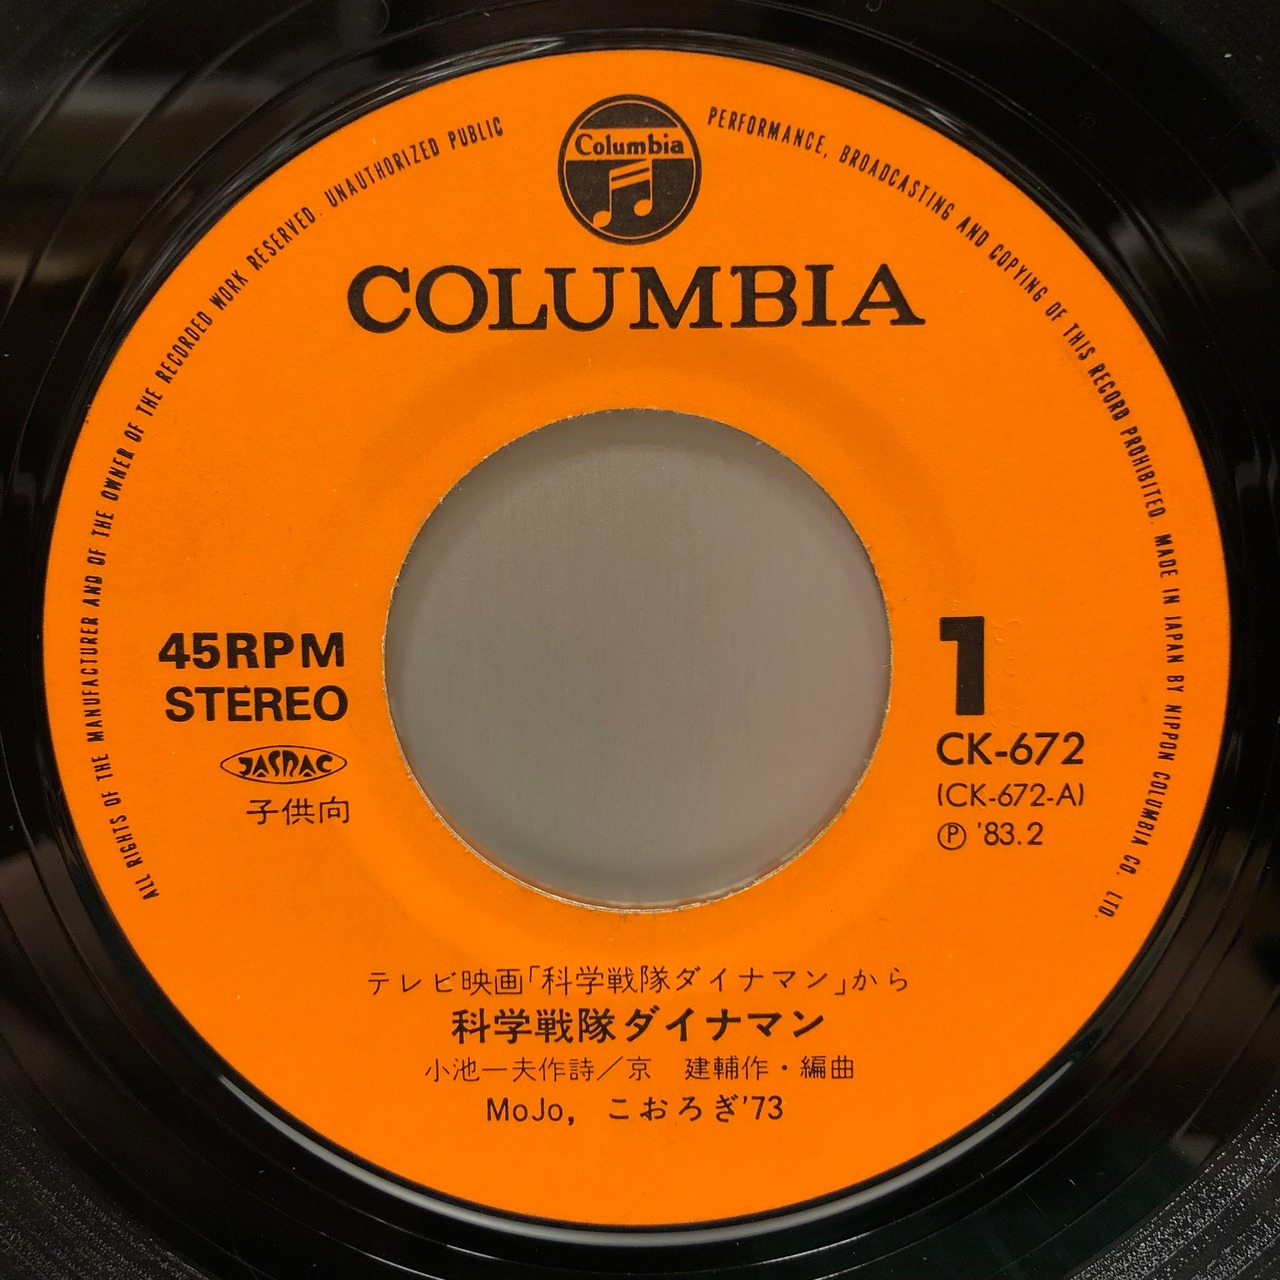 ALL RIGHTS OF THE MANUFACTURER AND OF THE OWNER OF THE RECORDED WORK RESERVED. UNAUTHORIZED PUBLIC PERFORMANCE, BROADCASTING AND COPYING OF THIS RECORD PROHIBITED. MADE IN JAPAN BY NIPPON COLUMBIA CO. LTD.
Columbia
COLUMBIA
45RPM
STEREO
JASRAC
子供向
1
CK-672
(CK-672-A)
Ⓟ '83.2
テレビ映画「科学戦隊ダイナマン」から
科学戦隊ダイナマン
小池一夫作詩／京　建輔作・編曲
MoJo, こおろぎ'73